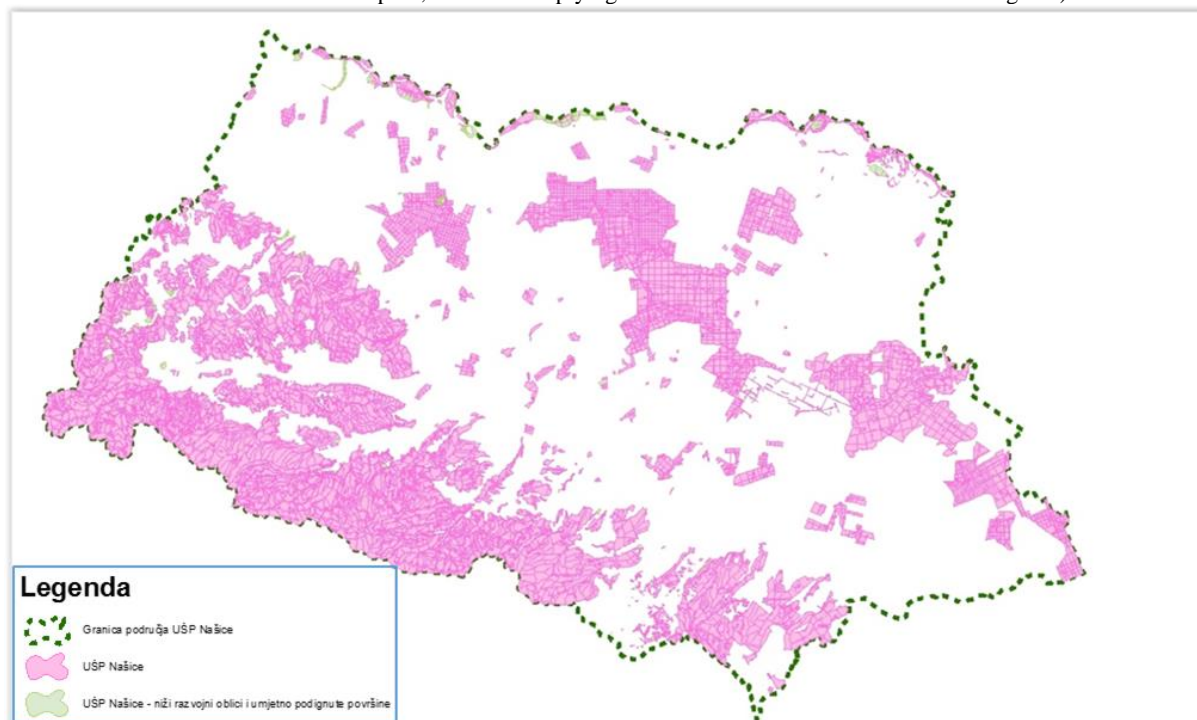 Legenda
Granica područja UŠP Našice
UŠP Našice
UŠP Našice - niži razvojni oblici i umjetno podignute površine